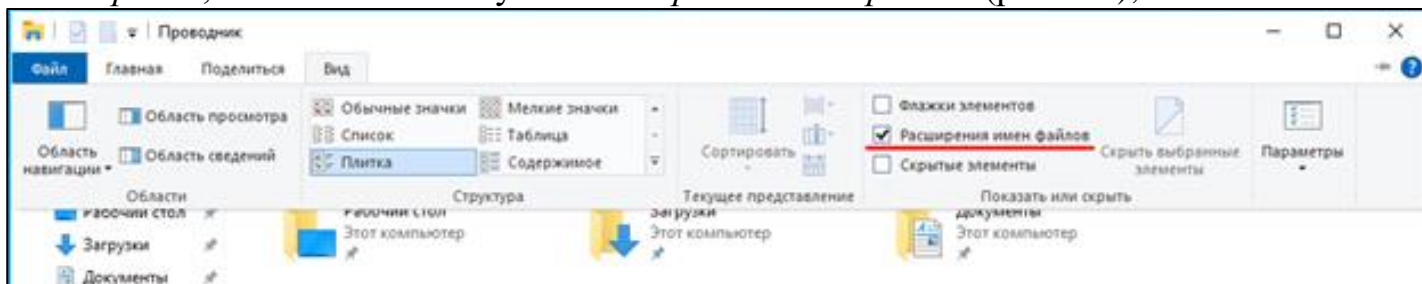 Проводник
Файл Главная Поделиться Вид
Область навигации
Область просмотра
Область сведений
Области
Обычные значки Мелкие значки
Список Таблица
Плитка Содержимое
Структура
Сортировать
Текущее представление
Флажки элементов
Расширения имен файлов
Скрытые элементы
Скрыть выбранные элементы
Показать или скрыть
Параметры
Рабочий стол
Загрузки
Документы
Рабочий стол
Этот компьютер
Загрузки
Этот компьютер
Документы
Этот компьютер